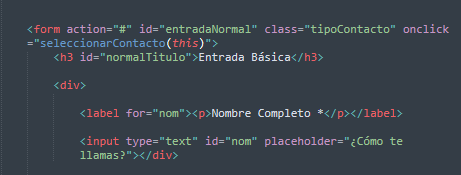 <form action="#" id="entradaNormal" class="tipoContacto" onclick
="seleccionarContacto(this)">
<h3 id="normalTitulo">Entrada Básica</h3>
<div>
<label for="nom"><p>Nombre Completo *</p></label>
<input type="text" id="nom" placeholder="¿Cómo te
llamas?"></div>